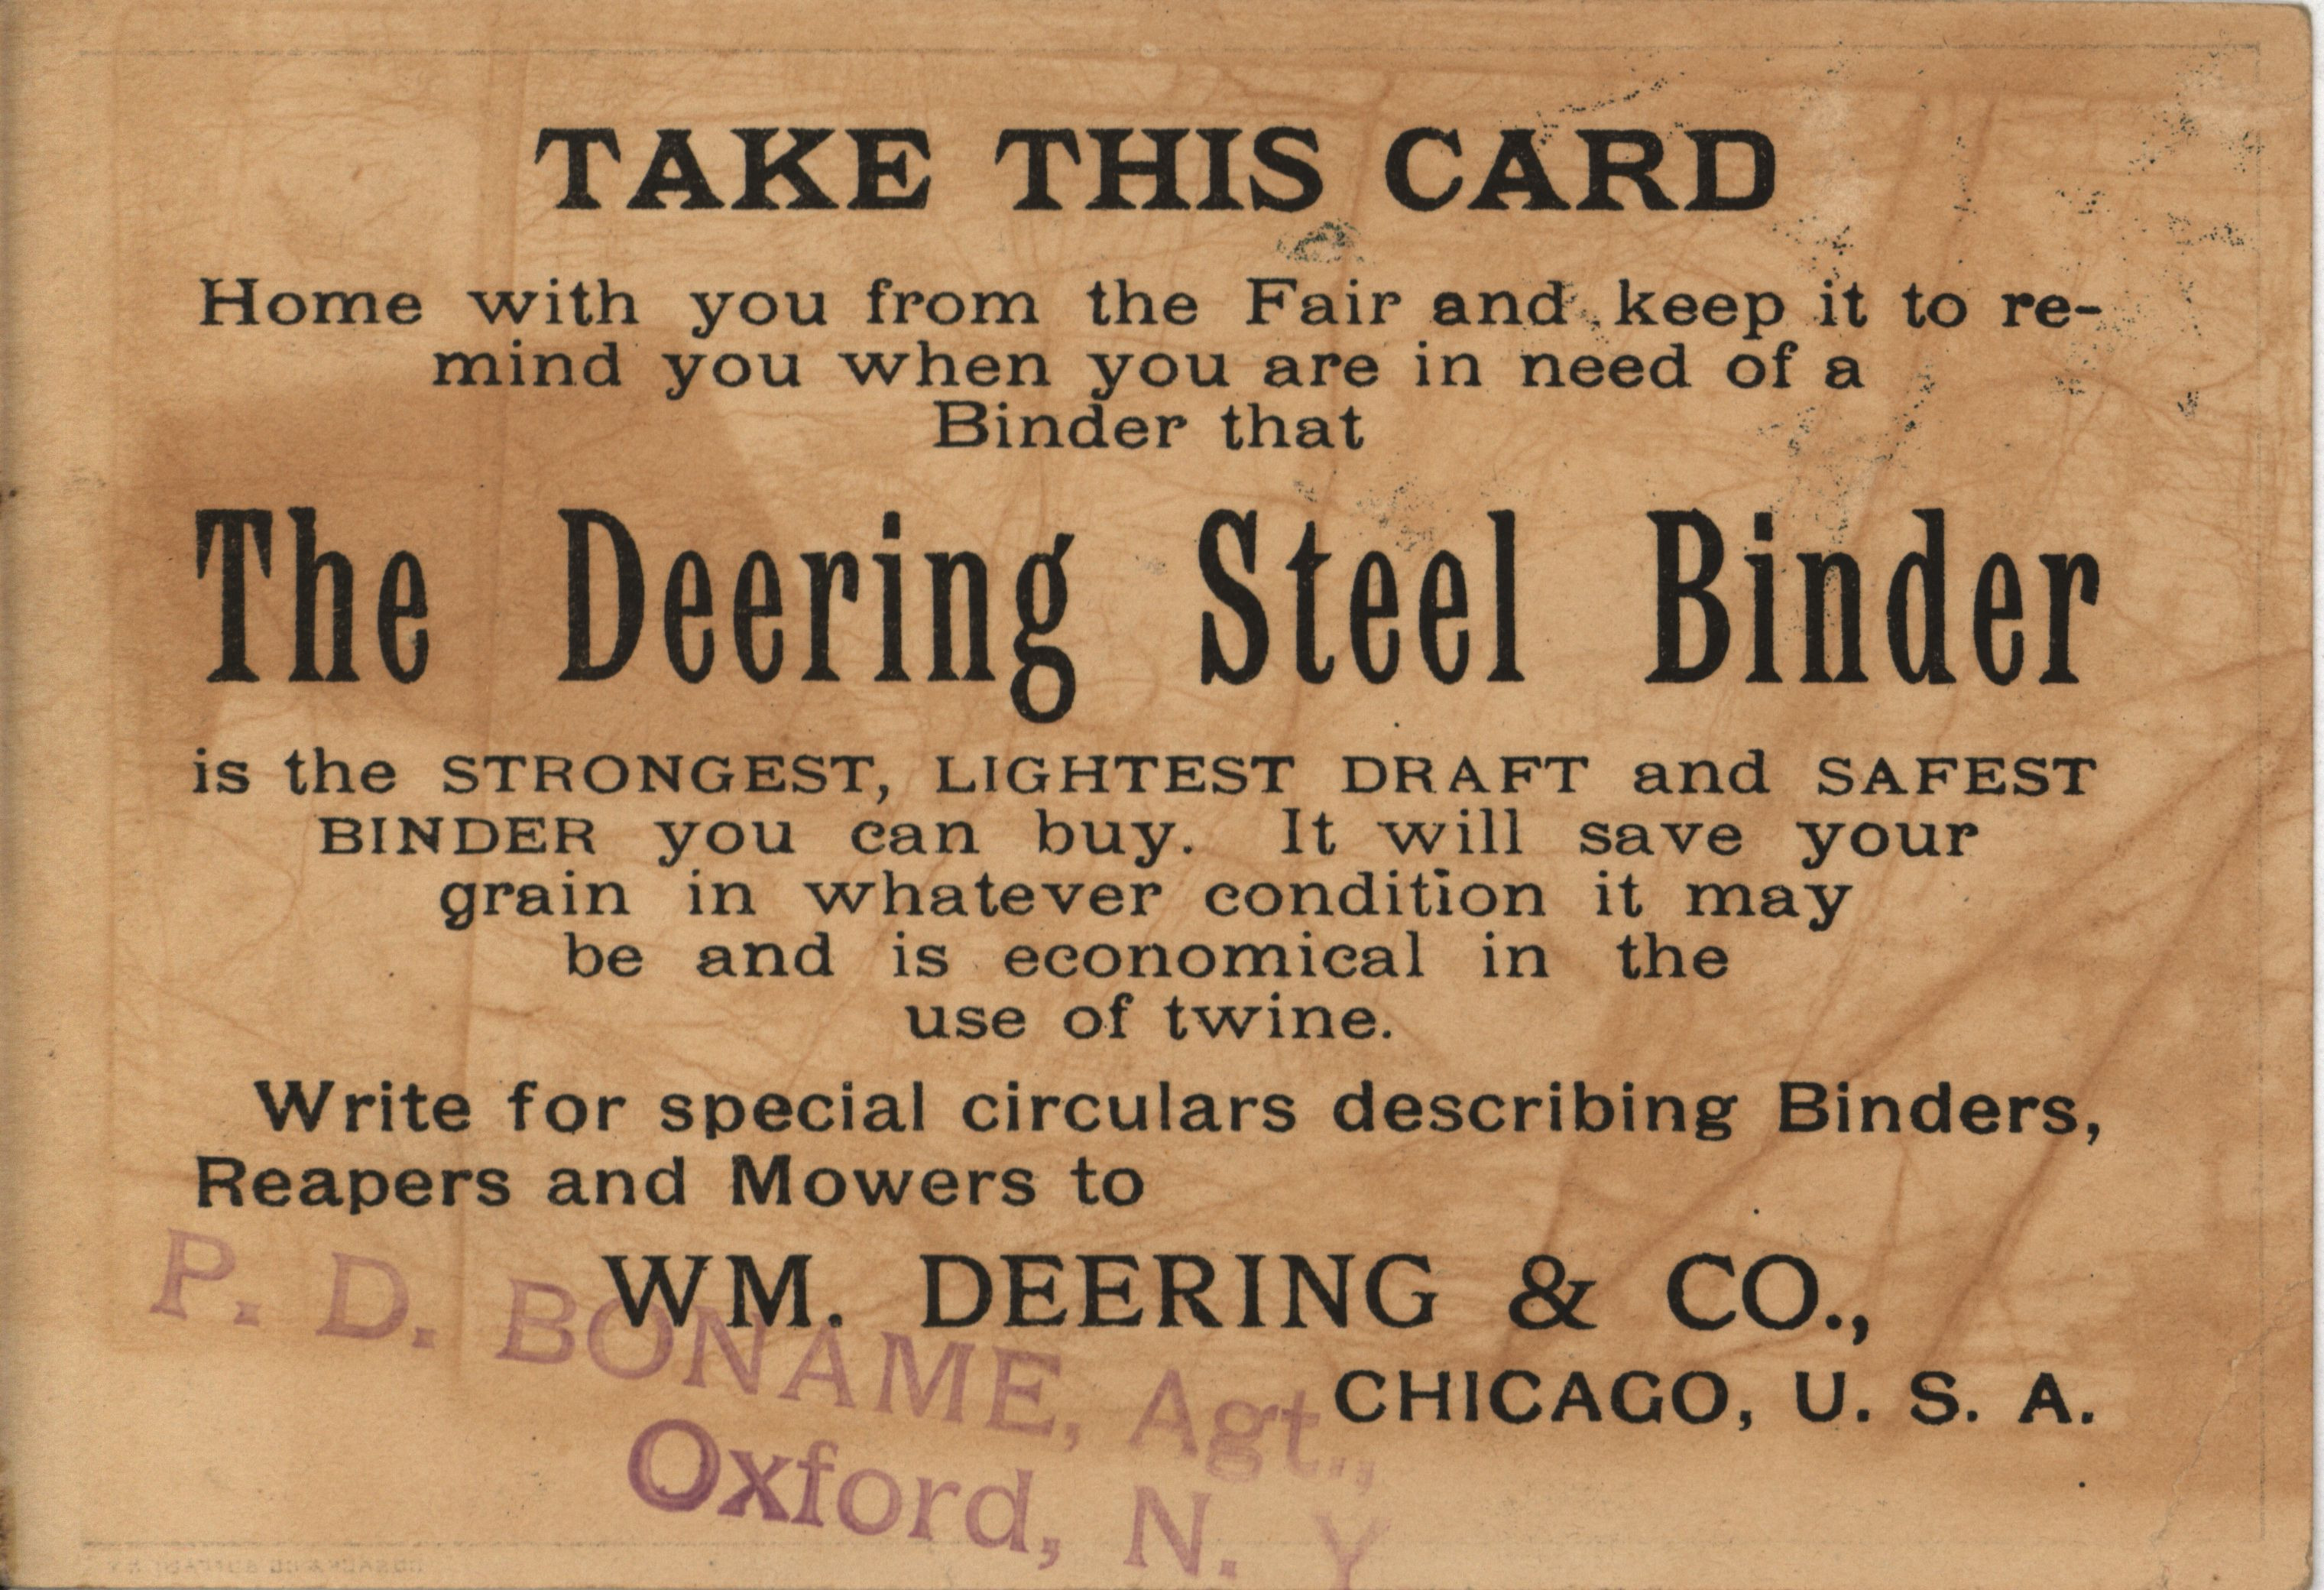 TAKE THIS CARD
Home with you from the Fair and keep it to re-
mind you when you are in need of a
Binder that
The Deering Steel Binder
is the STRONGEST, LIGHTEST DRAFT and SAFEST
BINDER you can buy. It will save your
grain in whatever condition it may
be and is economical in the
use of twine.
Write for special circulars describing Binders,
Reapers and Mowers to
WM. DEERING & CO.,
CHICAGO, U. S. A.
P. D. BONAME, Agt.,
Oxford, N. Y